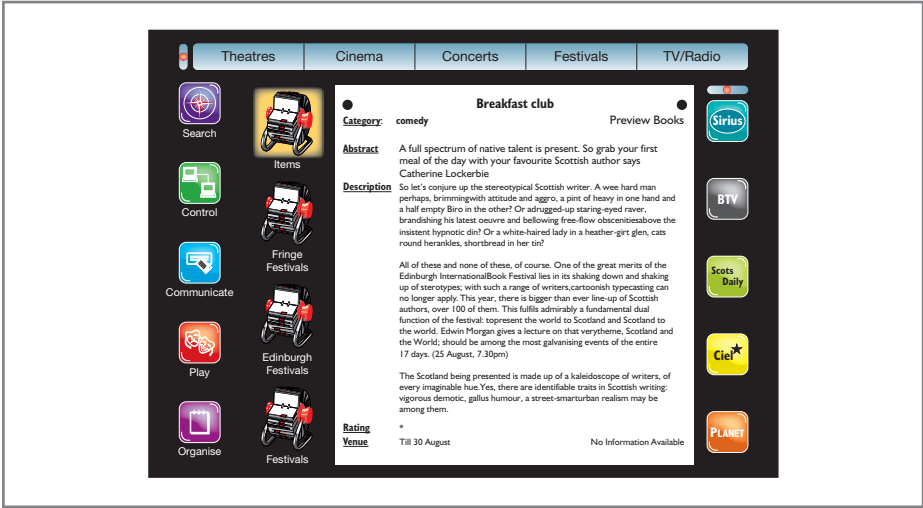 Theatres Cinema Concerts Festivals TV/Radio
Search
Control
Communicate
Play
Organise
Items
Fringe
Festivals
Edinburgh
Festivals
Festivals
Breakfast club
Category: comedy Preview Books
Abstract A full spectrum of native talent is present. So grab your first
meal of the day with your favourite Scottish author says
Catherine Lockerbie
Description So let's conjure up the stereotypical Scottish writer. A wee hard man
perhaps, brimmingwith attitude and aggro, a pint of heavy in one hand and
a half empty Biro in the other? Or adrugged-up staring-eyed raver,
brandishing his latest oeuvre and bellowing free-flow obscenitiesabove the
insistent hypnotic din? Or a white-haired lady in a heather-girt glen, cats
round herankles, shortbread in her tin?
All of these and none of these, of course. One of the great merits of the
Edinburgh InternationalBook Festival lies in its shaking down and shaking
up of sterotypes; with such a range of writers,cartoonish typecasting can
no longer apply. This year, there is bigger than ever line-up of Scottish
authors, over 100 of them. This fulfils admirably a fundamental dual
function of the festival: topresent the world to Scotland and Scotland to
the world. Edwin Morgan gives a lecture on that verytheme, Scotland and
the World; should be among the most galvanising events of the entire
17 days. (25 August, 7.30pm)
The Scotland being presented is made up of a kaleidoscope of writers, of
every imaginable hue.Yes, there are identifiable traits in Scottish writing:
vigorous demotic, gallus humour, a street-smarturban realism may be
among them.
Rating *
Venue Till 30 August No Information Available
Sirius
BTV
Scots
Daily
Ciel
PLANET